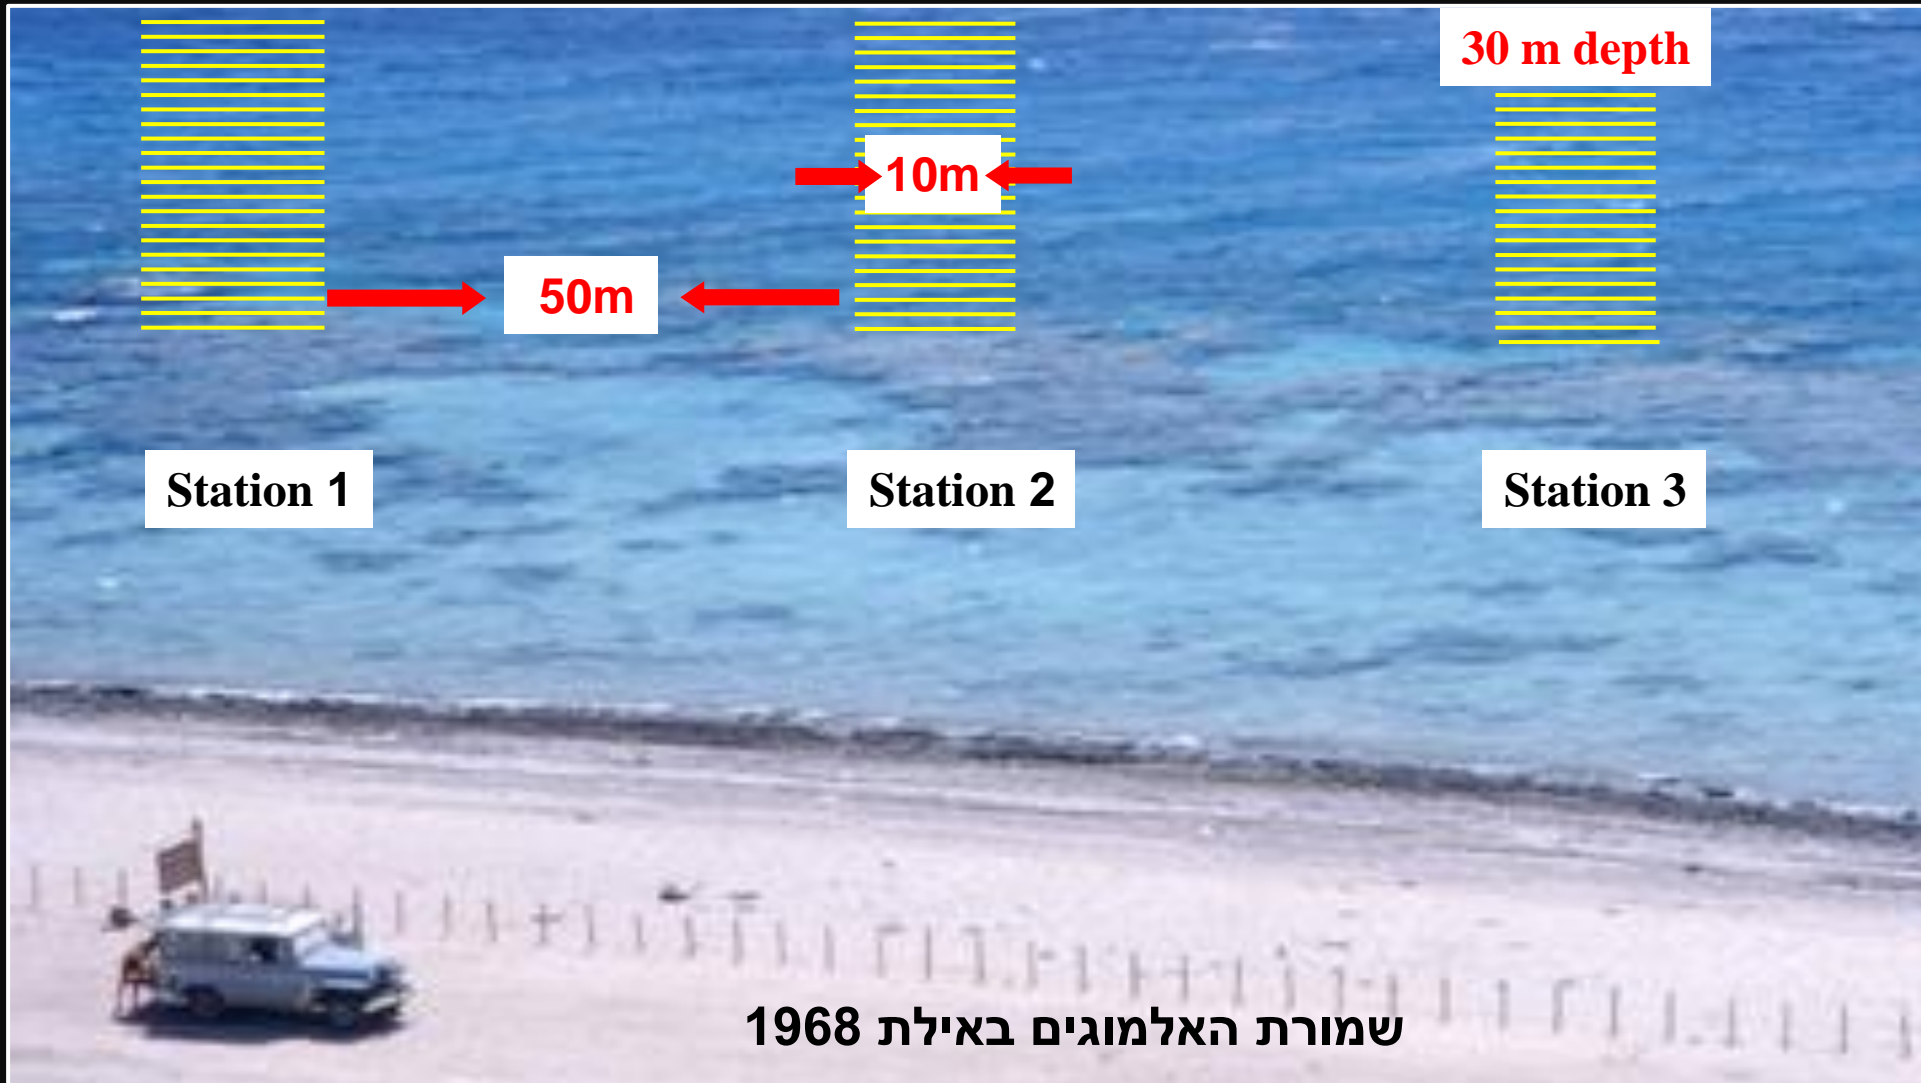 30 m depth
10m
50m
Station 1
Station 2
Station 3
שמורת האלמוגים באילת 1968